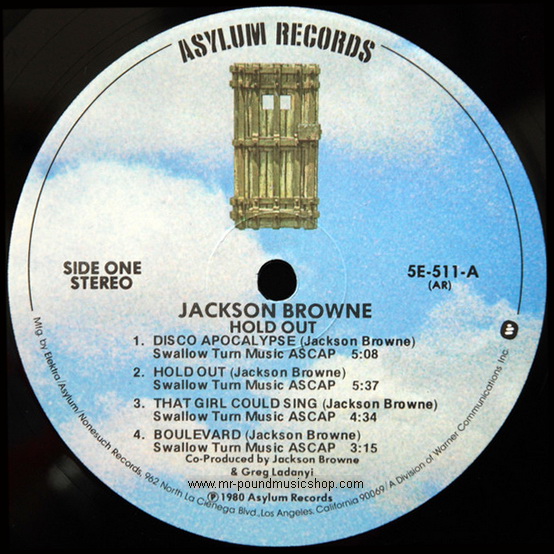 ASYLUM RECORDS
SIDE ONE
STEREO
5E-511-A
(AR)
JACKSON BROWNE
HOLD OUT
1. DISCO APOCALYPSE (Jackson Browne)
Swallow Turn Music ASCAP 5:08
2. HOLD OUT (Jackson Browne)
Swallow Turn Music ASCAP 5:37
3. THAT GIRL COULD SING (Jackson Browne)
Swallow Turn Music ASCAP 4:34
4. BOULEVARD (Jackson Browne)
Swallow Turn Music ASCAP 3:15
Co-Produced by Jackson Browne
& Greg Ladanyi
www.mr-poundmusicshop.com
℗ 1980 Asylum Records
Mfg. by Elektra/Asylum/Nonesuch Records, 962 North La Cienega Blvd., Los Angeles, California 90069/A Division of Warner Communications Inc.